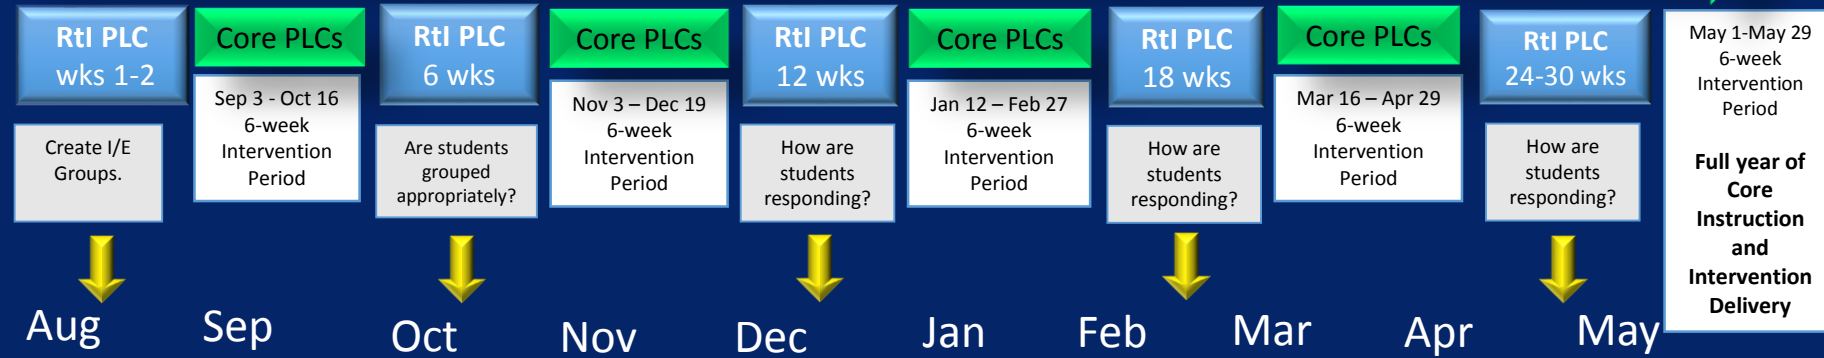 RtI PLC
wks 1-2
Create I/E
Groups.
Core PLCs
Sep 3 - Oct 16
6-week
Intervention
Period
RtI PLC
6 wks
Are students
grouped
appropriately?
Core PLCs
Nov 3 – Dec 19
6-week
Intervention
Period
RtI PLC
12 wks
How are
students
responding?
Core PLCs
Jan 12 – Feb 27
6-week
Intervention
Period
RtI PLC
18 wks
How are
students
responding?
Core PLCs
Mar 16 – Apr 29
6-week
Intervention
Period
RtI PLC
24-30 wks
How are
students
responding?
May 1-May 29
6-week
Intervention
Period
Full year of
Core
Instruction
and
Intervention
Delivery
Aug
Sep
Oct
Nov
Dec
Jan
Feb
Mar
Apr
May